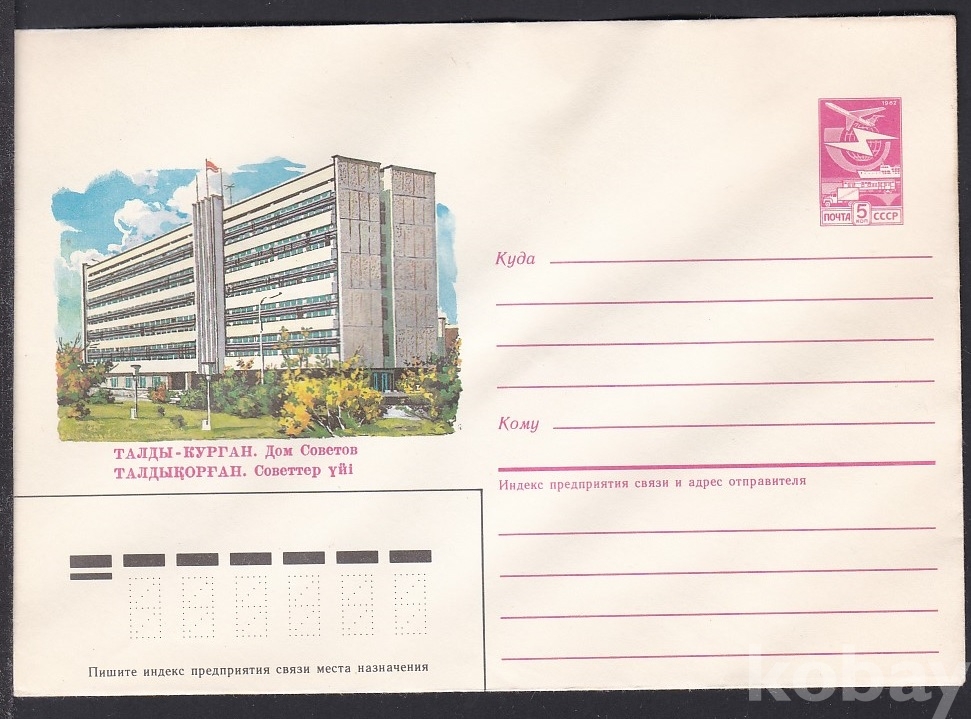 1982
ПОЧТА 5 КОП СССР
Куда
ТАЛДЫ-КУРГАН. Дом Советов
ТАЛДЫҚОРҒАН. Советтер үйі
Кому
Индекс предприятия связи и адрес отправителя
Пишите индекс предприятия связи места назначения
kobay